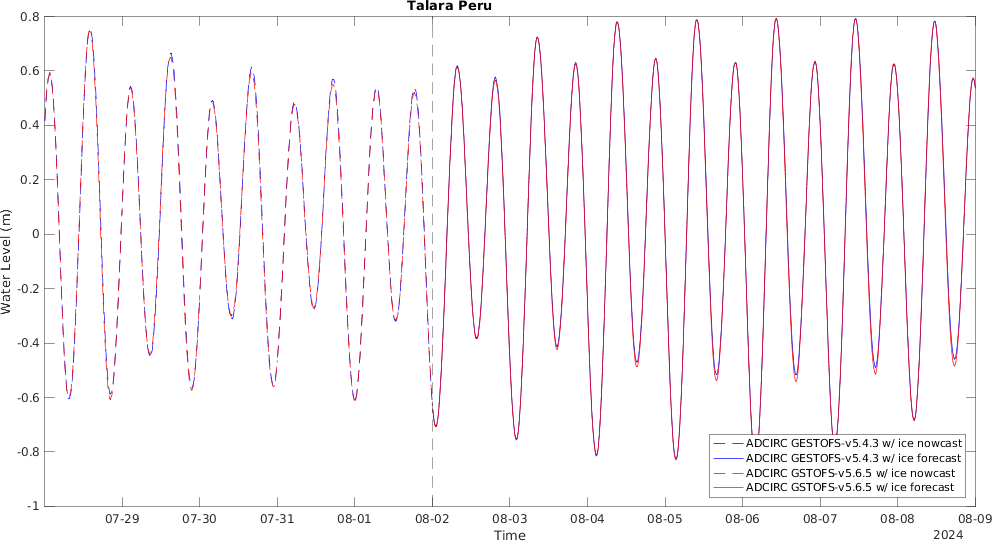 Talara Peru
0.8
0.6
0.4
0.2
0
-0.2
-0.4
-0.6
-0.8
-1
Water Level (m)
ADCIRC GESTOFS-v5.4.3 w/ ice nowcast
ADCIRC GESTOFS-v5.4.3 w/ ice forecast
ADCIRC GSTOFS-v5.6.5 w/ ice nowcast
ADCIRC GSTOFS-v5.6.5 w/ ice forecast
07-29 07-30 07-31 08-01 08-02 08-03 08-04 08-05 08-06 08-07 08-08 08-09
Time
2024